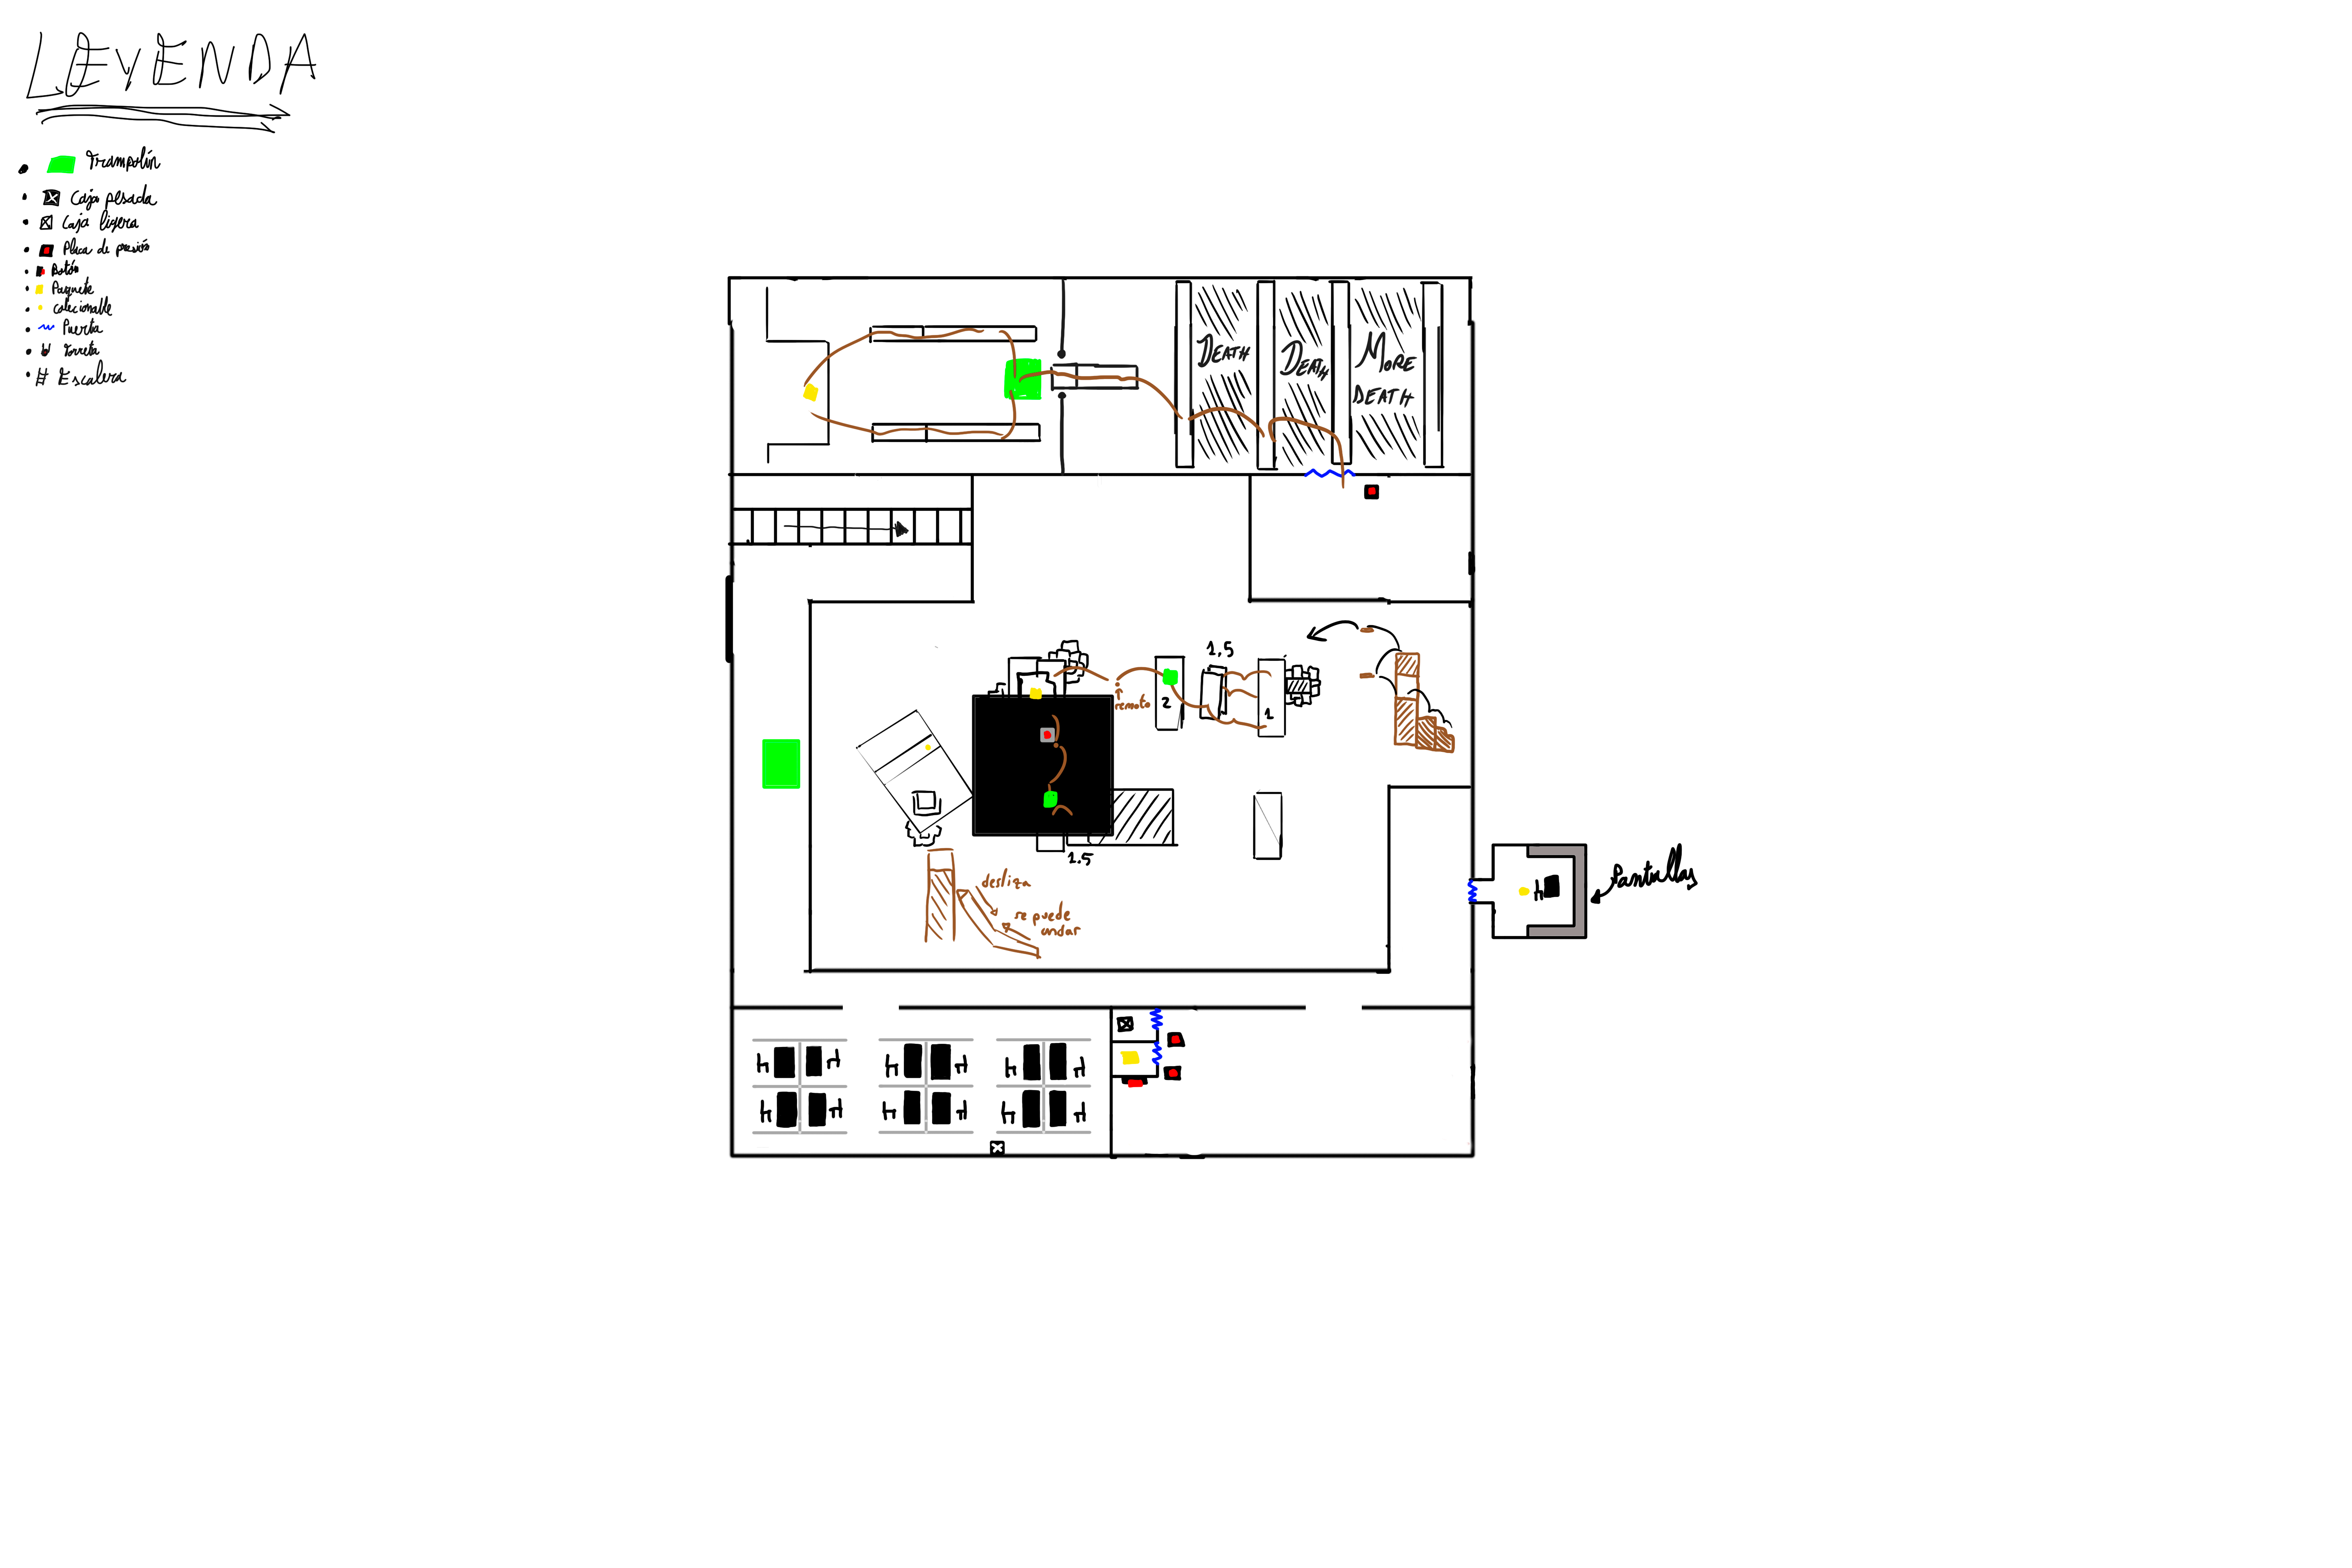 LEYENDA
Trampolín
Caja pesada
Caja ligera
Placa de presión
Botón
Paquete
coleccionable
Puerta
Torreta
# Escalera
DEATH
DEATH
MORE
DEATH
1,5
remoto
2
1
1.5
desliza
se puede
andar
Pantallas